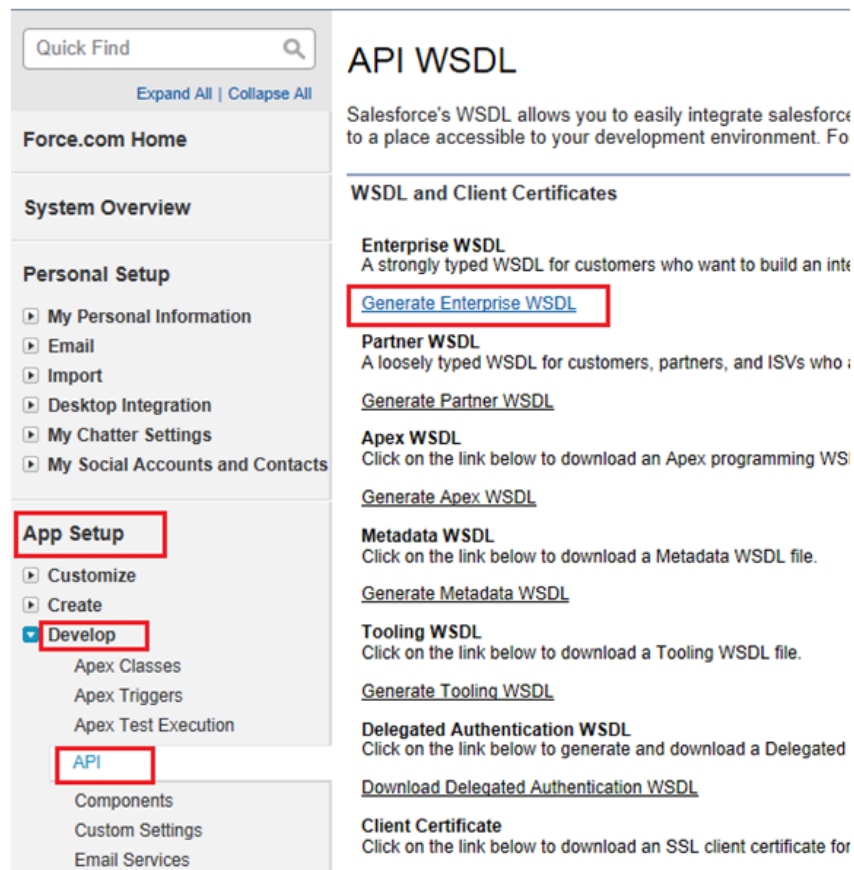 Quick Find
Expand All | Collapse All
Force.com Home
System Overview
Personal Setup
My Personal Information
Email
Import
Desktop Integration
My Chatter Settings
My Social Accounts and Contacts
App Setup
Customize
Create
Develop
Apex Classes
Apex Triggers
Apex Test Execution
API
Components
Custom Settings
Email Services
API WSDL
Salesforce's WSDL allows you to easily integrate salesforce
to a place accessible to your development environment. Fo
WSDL and Client Certificates
Enterprise WSDL
A strongly typed WSDL for customers who want to build an inte
Generate Enterprise WSDL
Partner WSDL
A loosely typed WSDL for customers, partners, and ISVs who a
Generate Partner WSDL
Apex WSDL
Click on the link below to download an Apex programming WS
Generate Apex WSDL
Metadata WSDL
Click on the link below to download a Metadata WSDL file.
Generate Metadata WSDL
Tooling WSDL
Click on the link below to download a Tooling WSDL file.
Generate Tooling WSDL
Delegated Authentication WSDL
Click on the link below to generate and download a Delegated
Download Delegated Authentication WSDL
Client Certificate
Click on the link below to download an SSL client certificate for